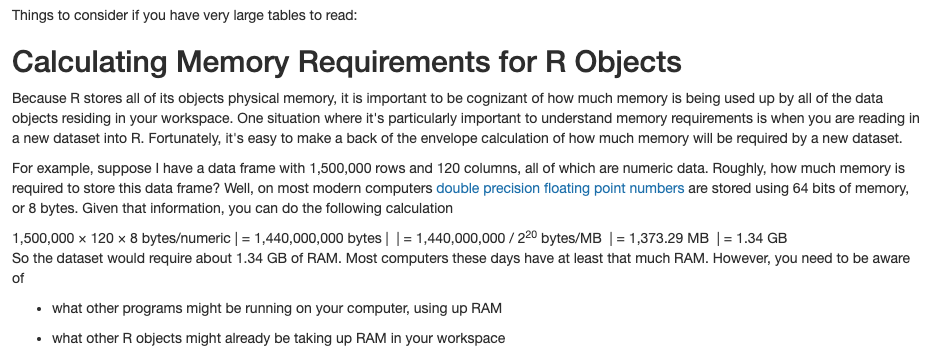 Things to consider if you have very large tables to read:
Calculating Memory Requirements for R Objects
Because R stores all of its objects physical memory, it is important to be cognizant of how much memory is being used up by all of the data
objects residing in your workspace. One situation where it's particularly important to understand memory requirements is when you are reading in
a new dataset into R. Fortunately, it's easy to make a back of the envelope calculation of how much memory will be required by a new dataset.
For example, suppose I have a data frame with 1,500,000 rows and 120 columns, all of which are numeric data. Roughly, how much memory is
required to store this data frame? Well, on most modern computers double precision floating point numbers are stored using 64 bits of memory,
or 8 bytes. Given that information, you can do the following calculation
1,500,000 × 120 × 8 bytes/numeric | = 1,440,000,000 bytes | | = 1,440,000,000 / 2²⁰ bytes/MB | = 1,373.29 MB | = 1.34 GB
So the dataset would require about 1.34 GB of RAM. Most computers these days have at least that much RAM. However, you need to be aware
of
• what other programs might be running on your computer, using up RAM
• what other R objects might already be taking up RAM in your workspace